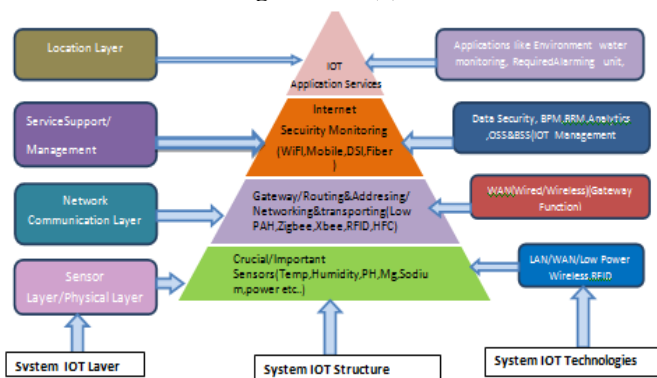 Location Layer
IOT
Application Services
Applications like Environment water
monitoring, RequiredAlarming unit,
ServiceSupport/
Management
Internet
Secuirity Monitoring
(WiFI,Mobile,DSI,Fiber
)
Data Security, BPM,BRM,Analytics
,OSS&BSS(IOT Management
Network
Communication Layer
Gateway/Routing&Addresing/
Networking&transporting(Low
PAH,Zigbee,Xbee,RFID,HFC)
WAN(Wired/Wireless)(Gateway
Function)
Sensor
Layer/Physical Layer
Crucial/Important
Sensors(Temp,Humidity,PH,Mg,Sodiu
m,power etc..)
LAN/WAN/Low Power
Wireless.RFID
System IOT Layer
System IOT Structure
System IOT Technologies